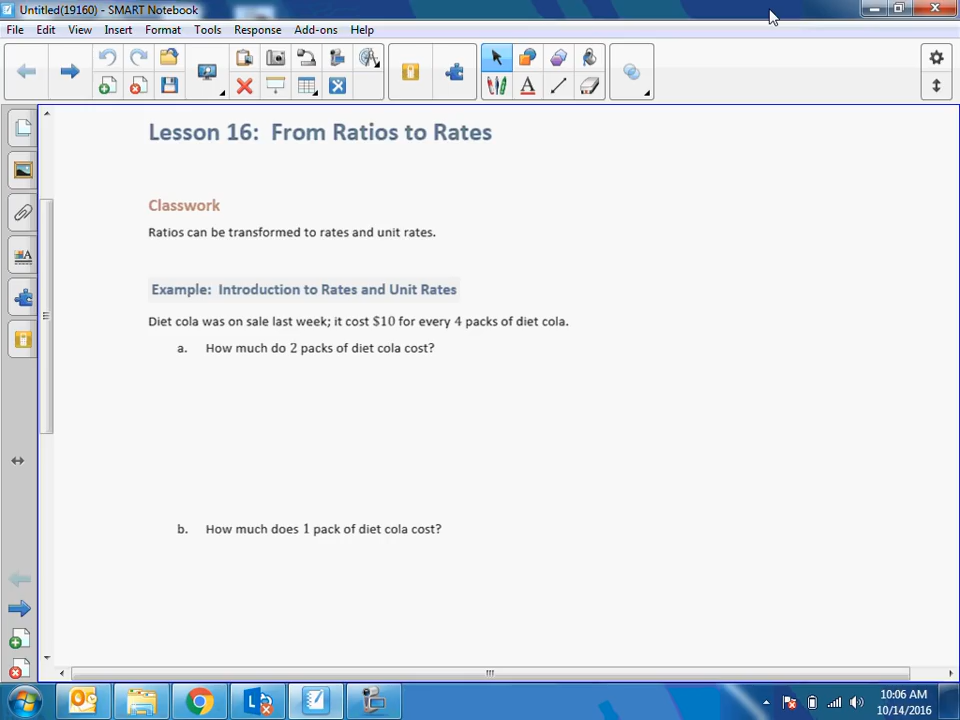 Untitled(19160) - SMART Notebook
File Edit View Insert Format Tools Response Add-ons Help
Lesson 16: From Ratios to Rates
Classwork
Ratios can be transformed to rates and unit rates.
Example: Introduction to Rates and Unit Rates
Diet cola was on sale last week; it cost $10 for every 4 packs of diet cola.
a. How much do 2 packs of diet cola cost?
b. How much does 1 pack of diet cola cost?
10:06 AM
10/14/2016